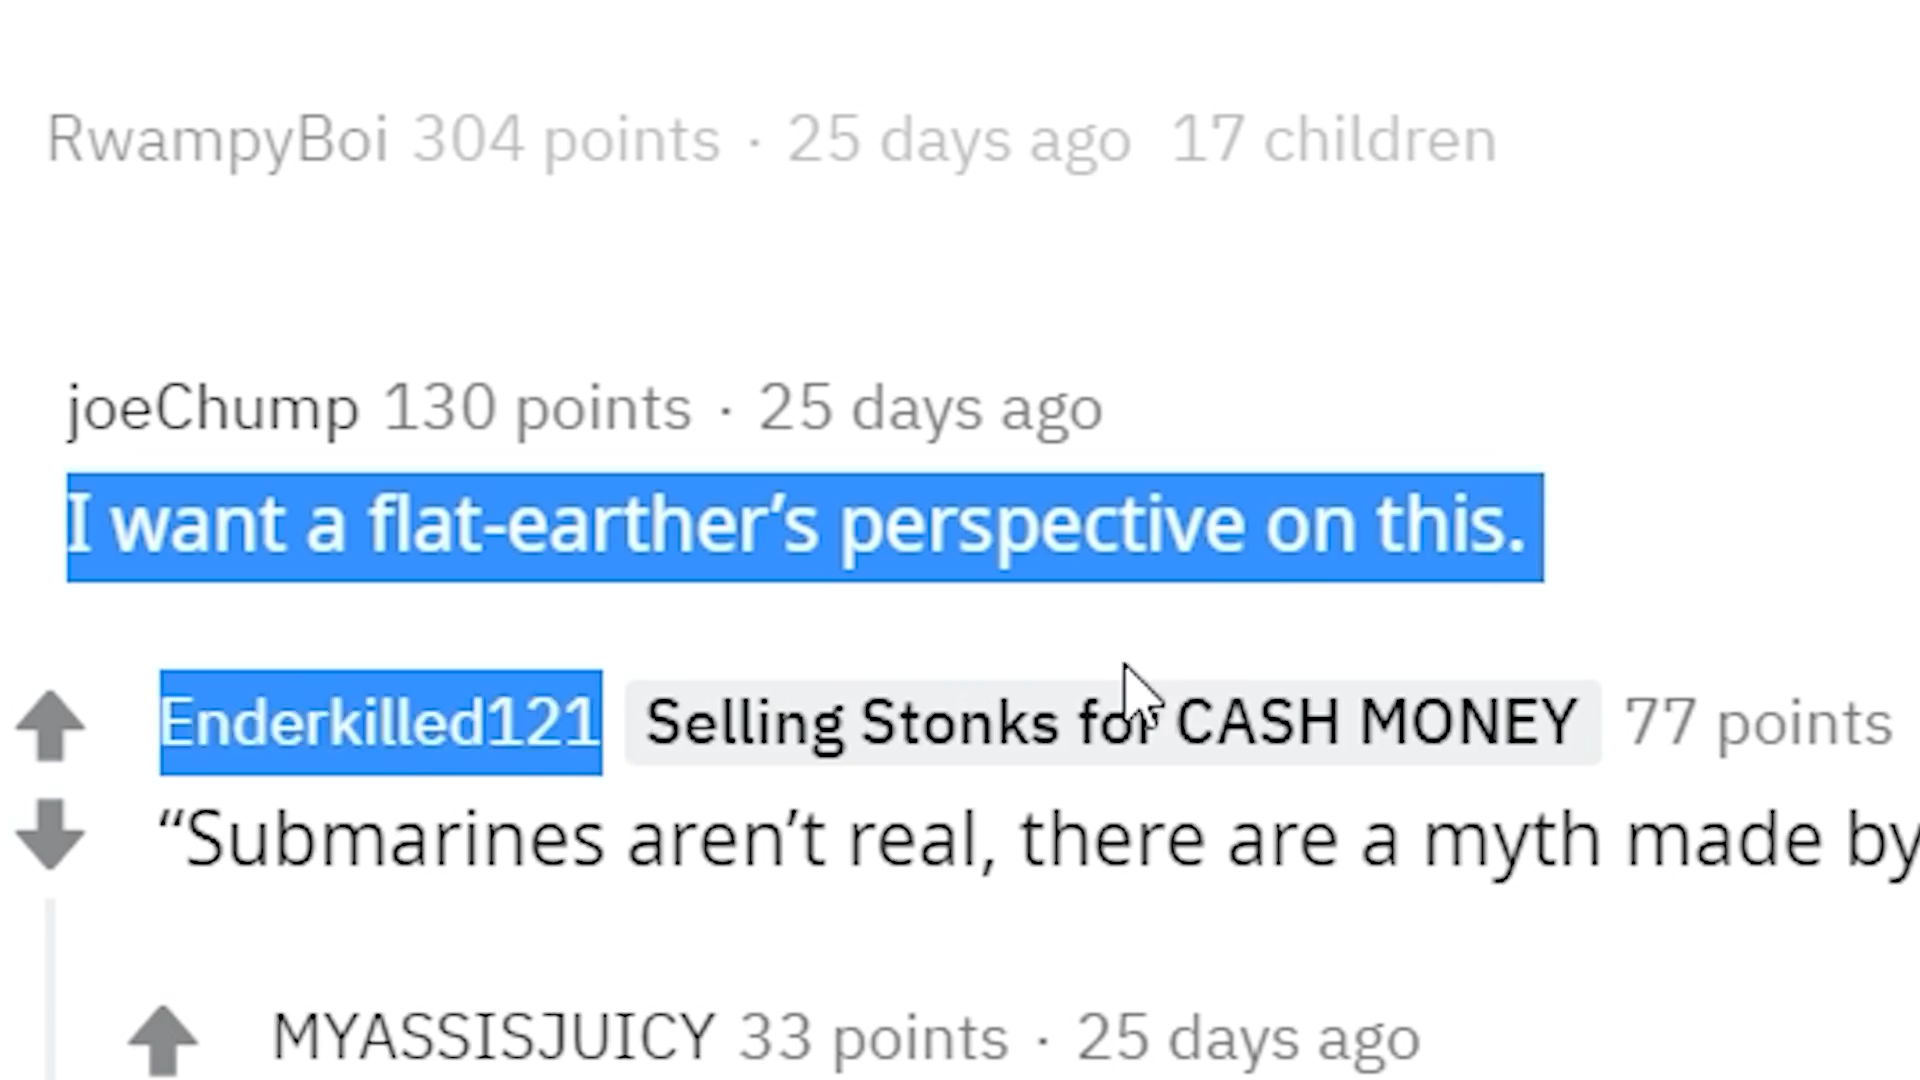 RwampyBoi 304 points · 25 days ago 17 children
joeChump 130 points · 25 days ago
I want a flat-earther’s perspective on this.
Enderkilled121 Selling Stonks for CASH MONEY 77 points
“Submarines aren’t real, there are a myth made by
MYASSISJUICY 33 points · 25 days ago